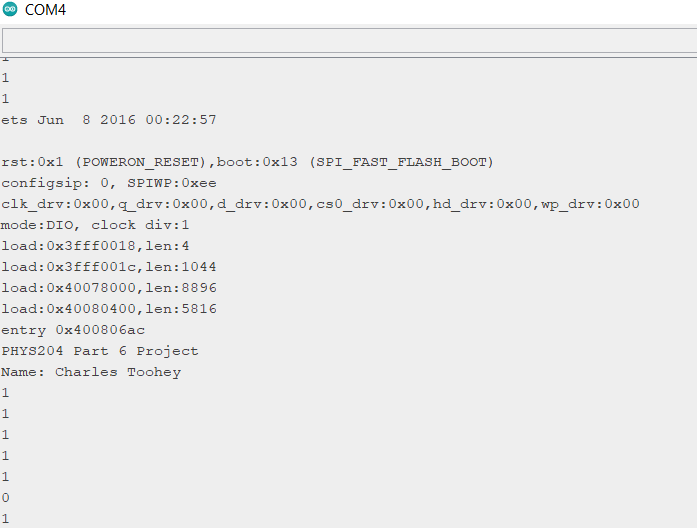 COM4
1
1
1
ets Jun  8 2016 00:22:57
rst:0x1 (POWERON_RESET),boot:0x13 (SPI_FAST_FLASH_BOOT)
configsip: 0, SPIWP:0xee
clk_drv:0x00,q_drv:0x00,d_drv:0x00,cs0_drv:0x00,hd_drv:0x00,wp_drv:0x00
mode:DIO, clock div:1
load:0x3fff0018,len:4
load:0x3fff001c,len:1044
load:0x40078000,len:8896
load:0x40080400,len:5816
entry 0x400806ac
PHYS204 Part 6 Project
Name: Charles Toohey
1
1
1
1
1
0
1